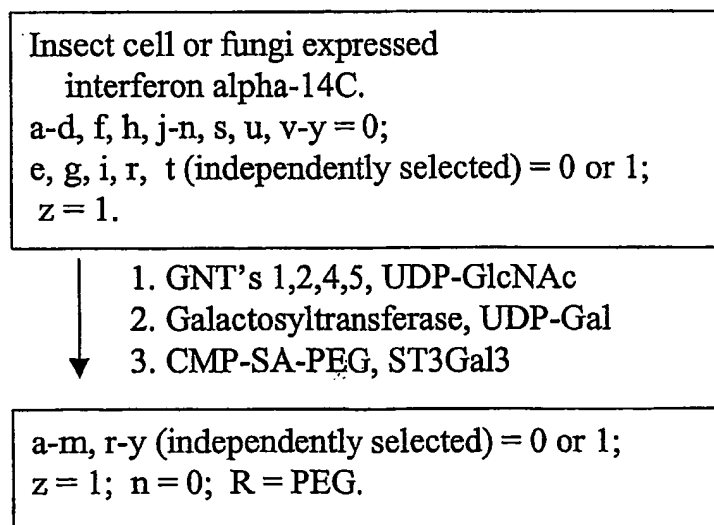 Insect cell or fungi expressed
interferon alpha-14C.
a-d, f, h, j-n, s, u, v-y = 0;
e, g, i, r, t (independently selected) = 0 or 1;
z = 1.
1. GNT's 1,2,4,5, UDP-GlcNAc
2. Galactosyltransferase, UDP-Gal
3. CMP-SA-PEG, ST3Gal3
a-m, r-y (independently selected) = 0 or 1;
z = 1; n = 0; R = PEG.